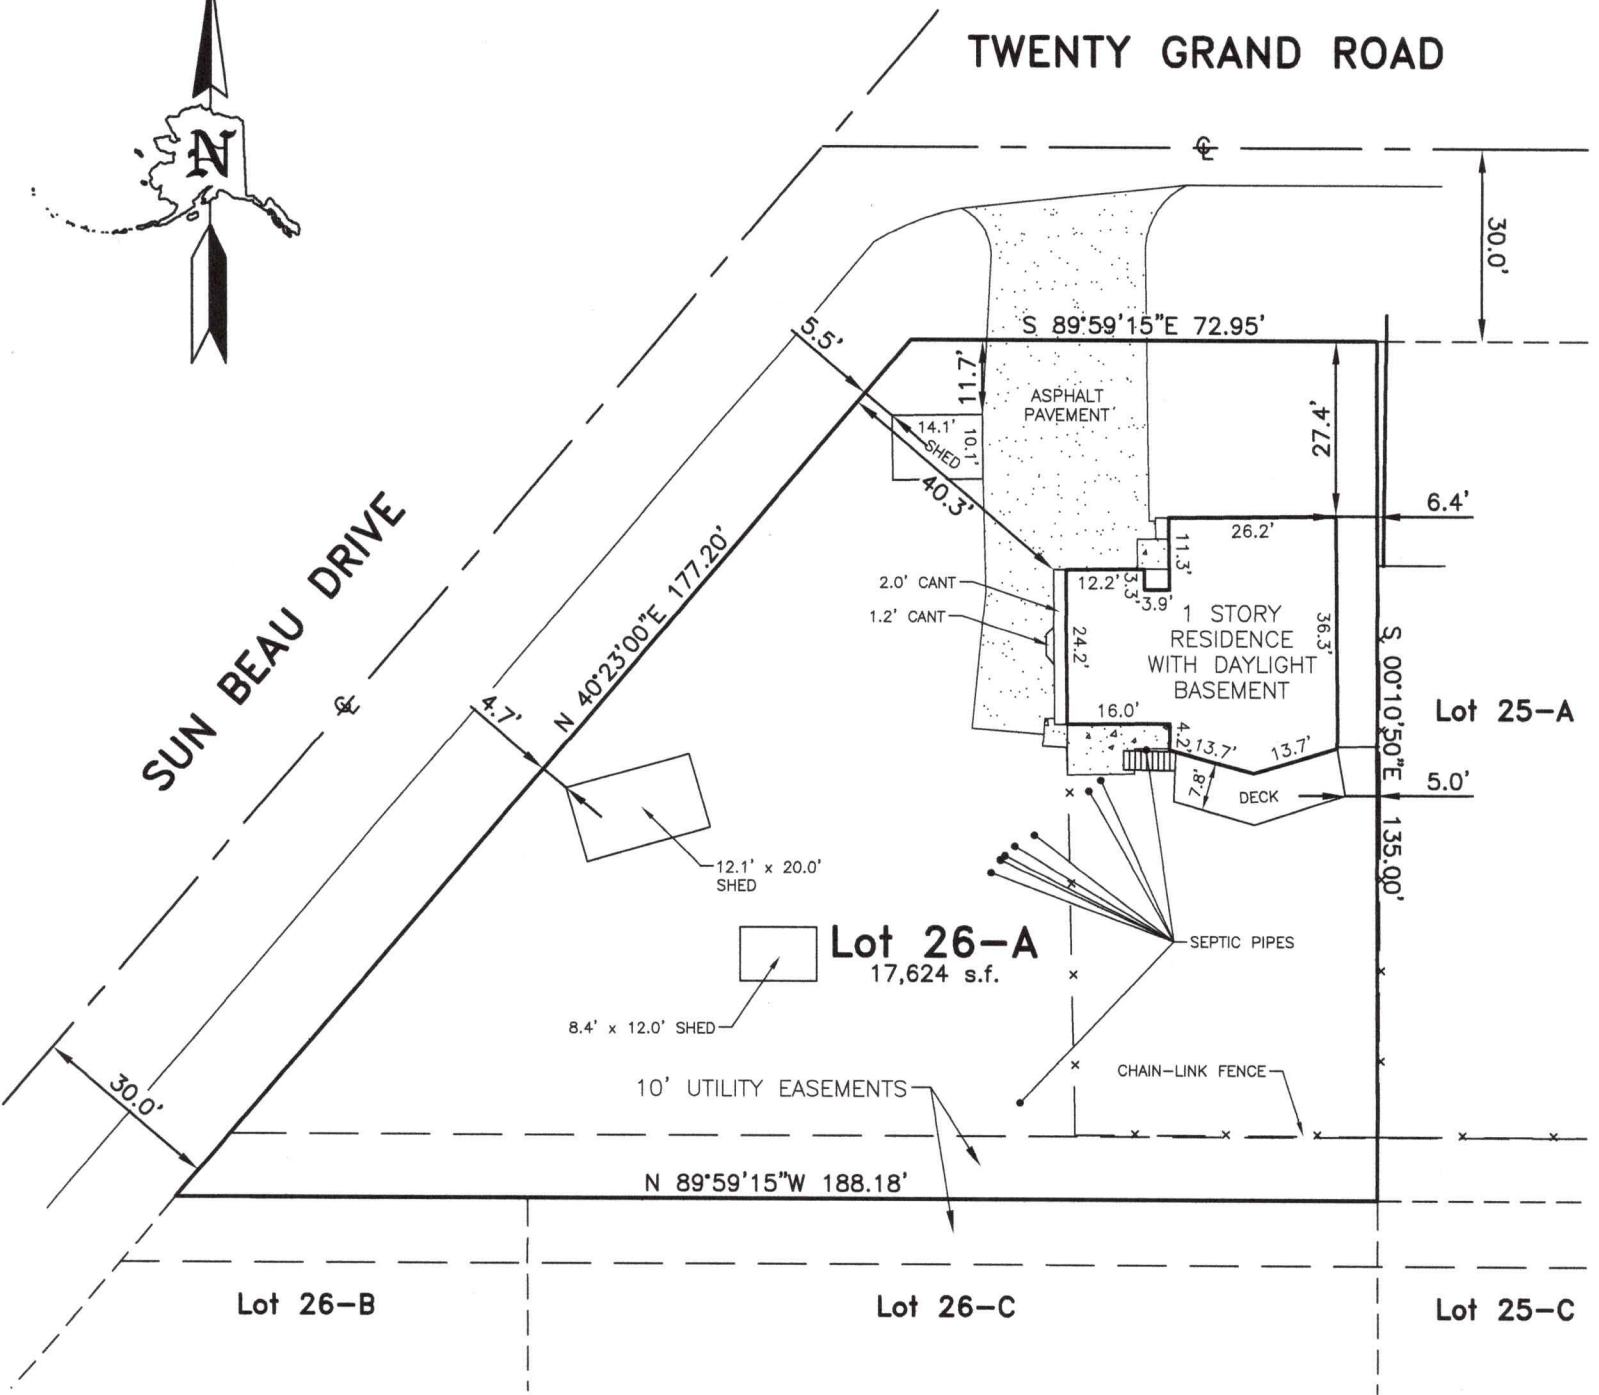 TWENTY GRAND ROAD
N
℄
30.0'
S 89°59'15"E 72.95'
5.5'
11.7'
ASPHALT
PAVEMENT
27.4'
14.1'
10.1'
SHED
40.3'
6.4'
26.2'
11.3'
SUN BEAU DRIVE
℄
N 40°23'00"E 177.20'
2.0' CANT
12.2'
3.3'
3.9'
1.2' CANT
24.2'
1 STORY
RESIDENCE
WITH DAYLIGHT
BASEMENT
36.3'
S 00°10'50"E 135.00'
Lot 25-A
4.7'
16.0'
4.2'
13.7'
13.7'
7.8'
DECK
5.0'
12.1' x 20.0'
SHED
Lot 26-A
17,624 s.f.
SEPTIC PIPES
8.4' x 12.0' SHED
30.0'
10' UTILITY EASEMENTS
CHAIN-LINK FENCE
N 89°59'15"W 188.18'
Lot 26-B
Lot 26-C
Lot 25-C